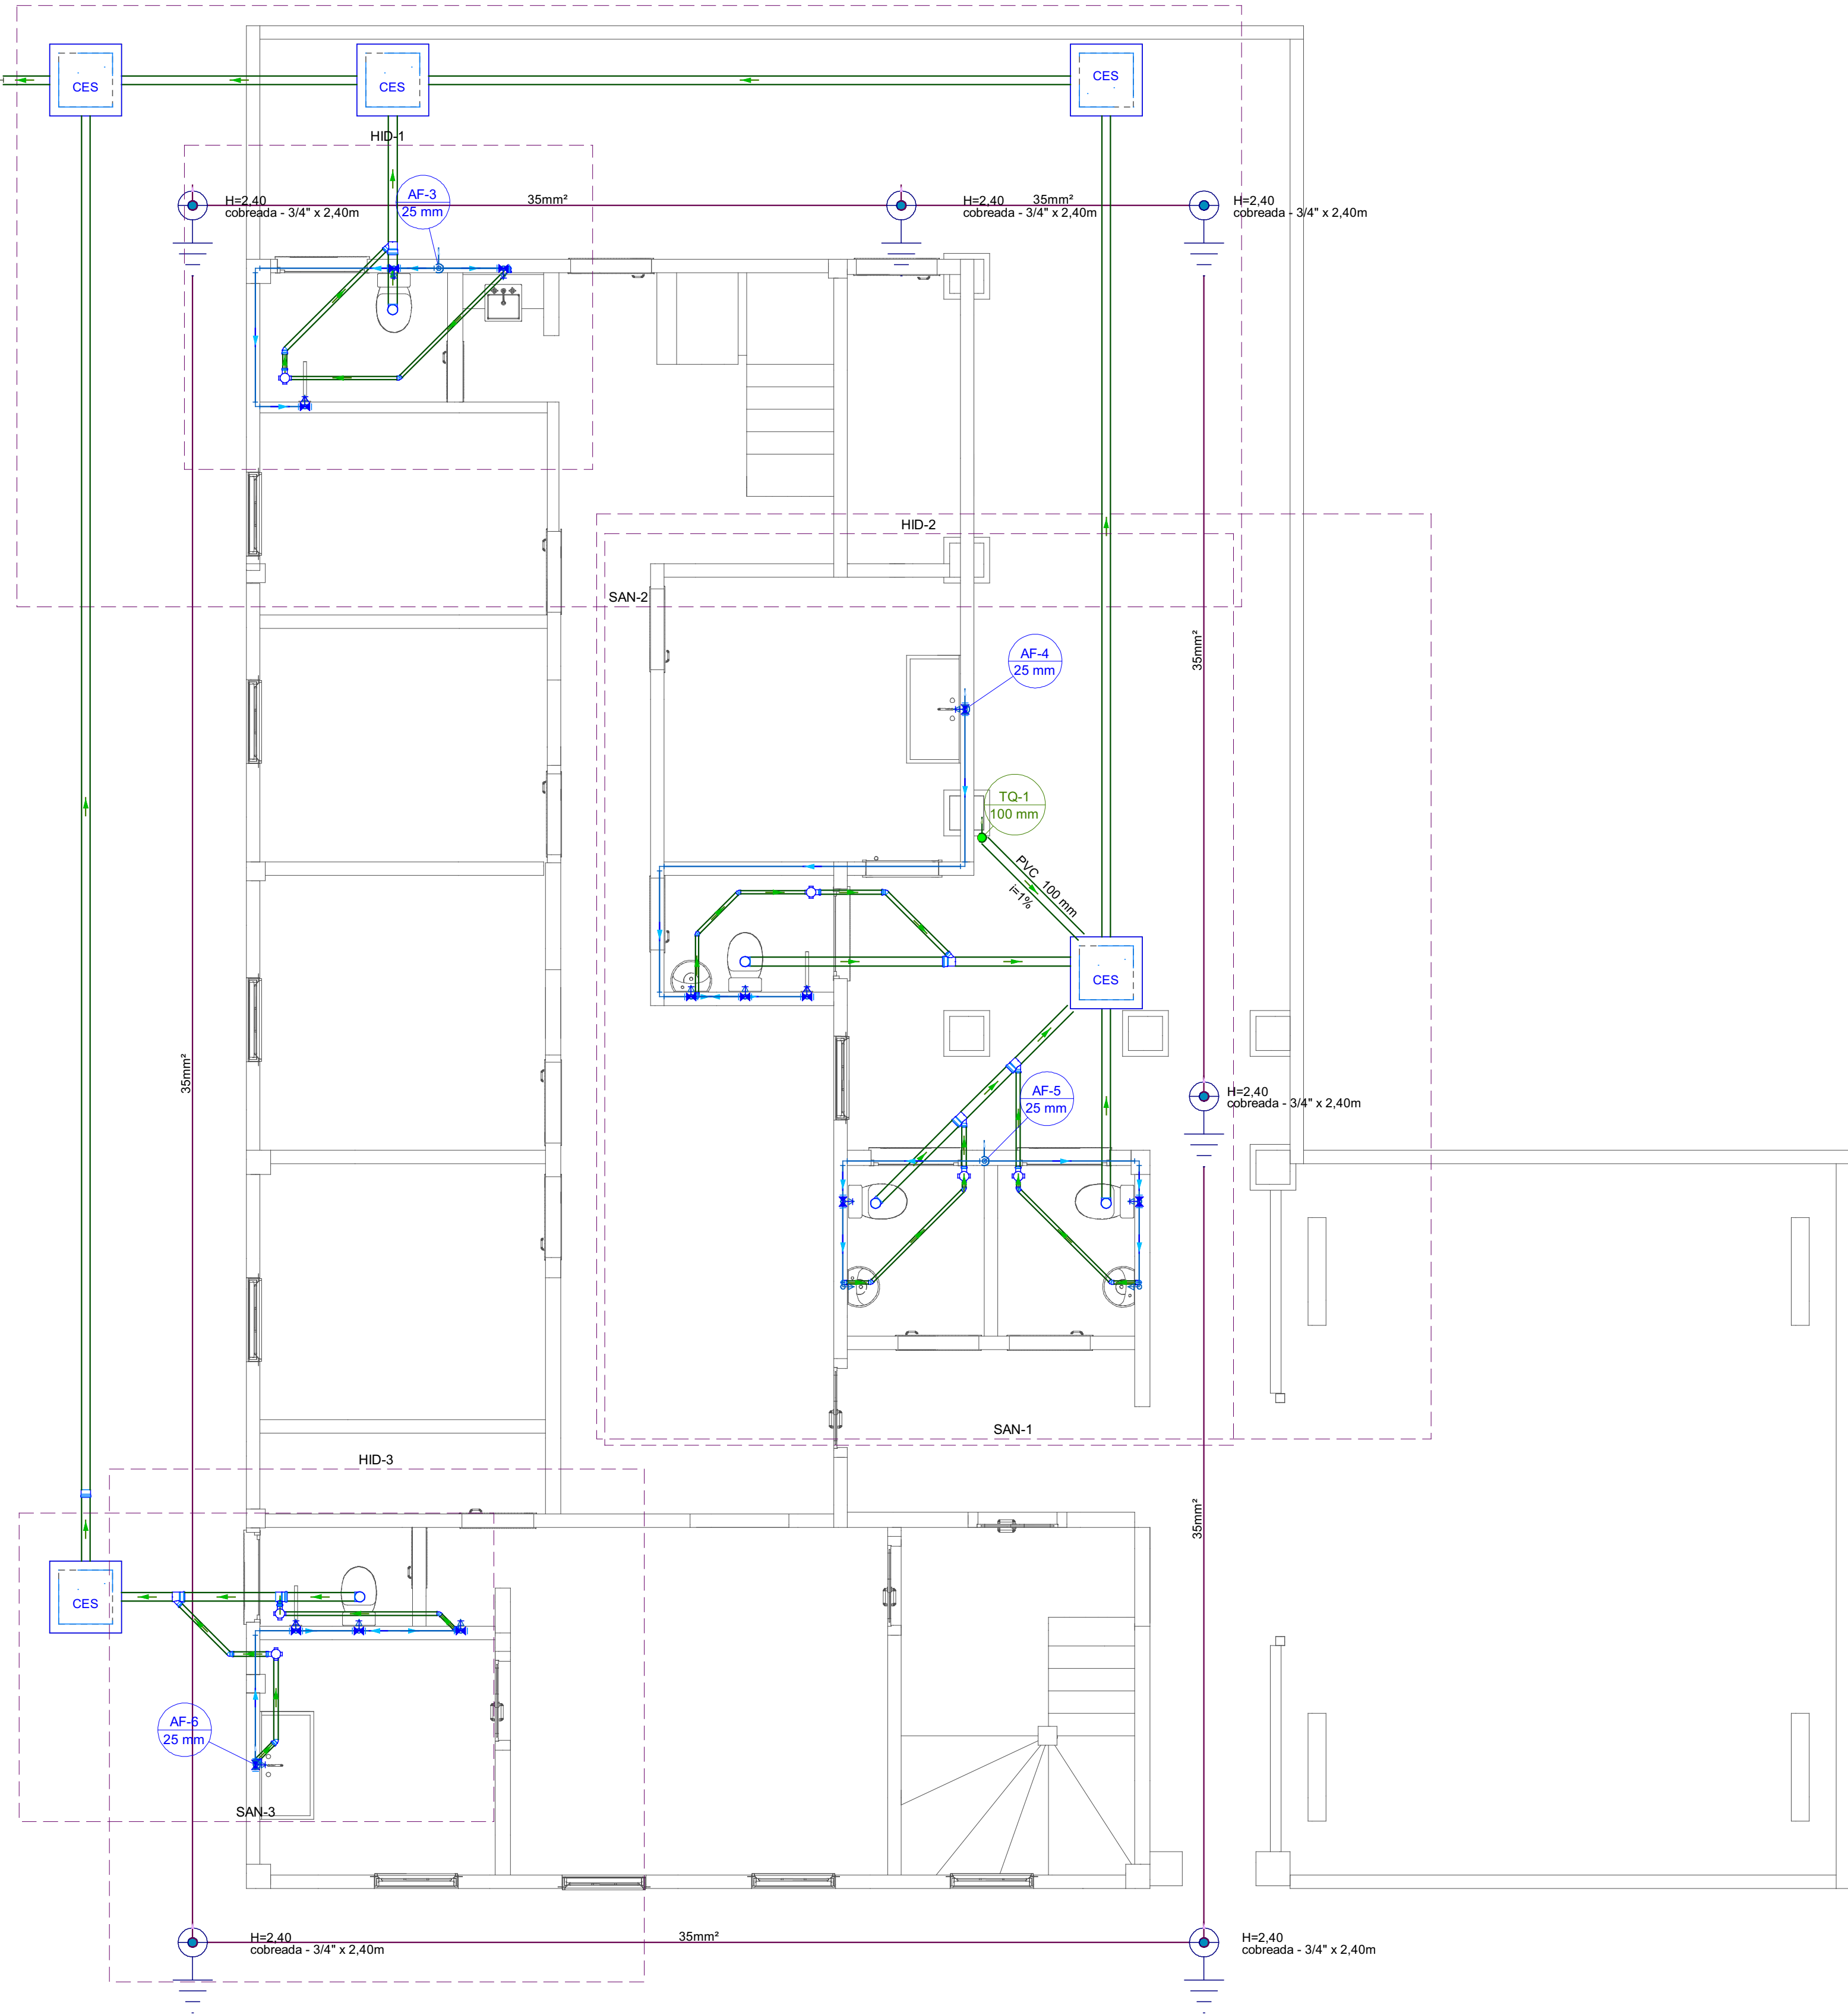 CES
CES
CES
HID-1
AF-3
25 mm
H=2,40
cobreada - 3/4" x 2,40m
35mm²
H=2,40
cobreada - 3/4" x 2,40m
35mm²
H=2,40
cobreada - 3/4" x 2,40m
HID-2
SAN-2
AF-4
25 mm
35mm²
TQ-1
100 mm
PVC 100 mm
i=1%
CES
35mm²
AF-5
25 mm
H=2,40
cobreada - 3/4" x 2,40m
SAN-1
HID-3
35mm²
CES
AF-6
25 mm
SAN-3
H=2,40
cobreada - 3/4" x 2,40m
35mm²
H=2,40
cobreada - 3/4" x 2,40m